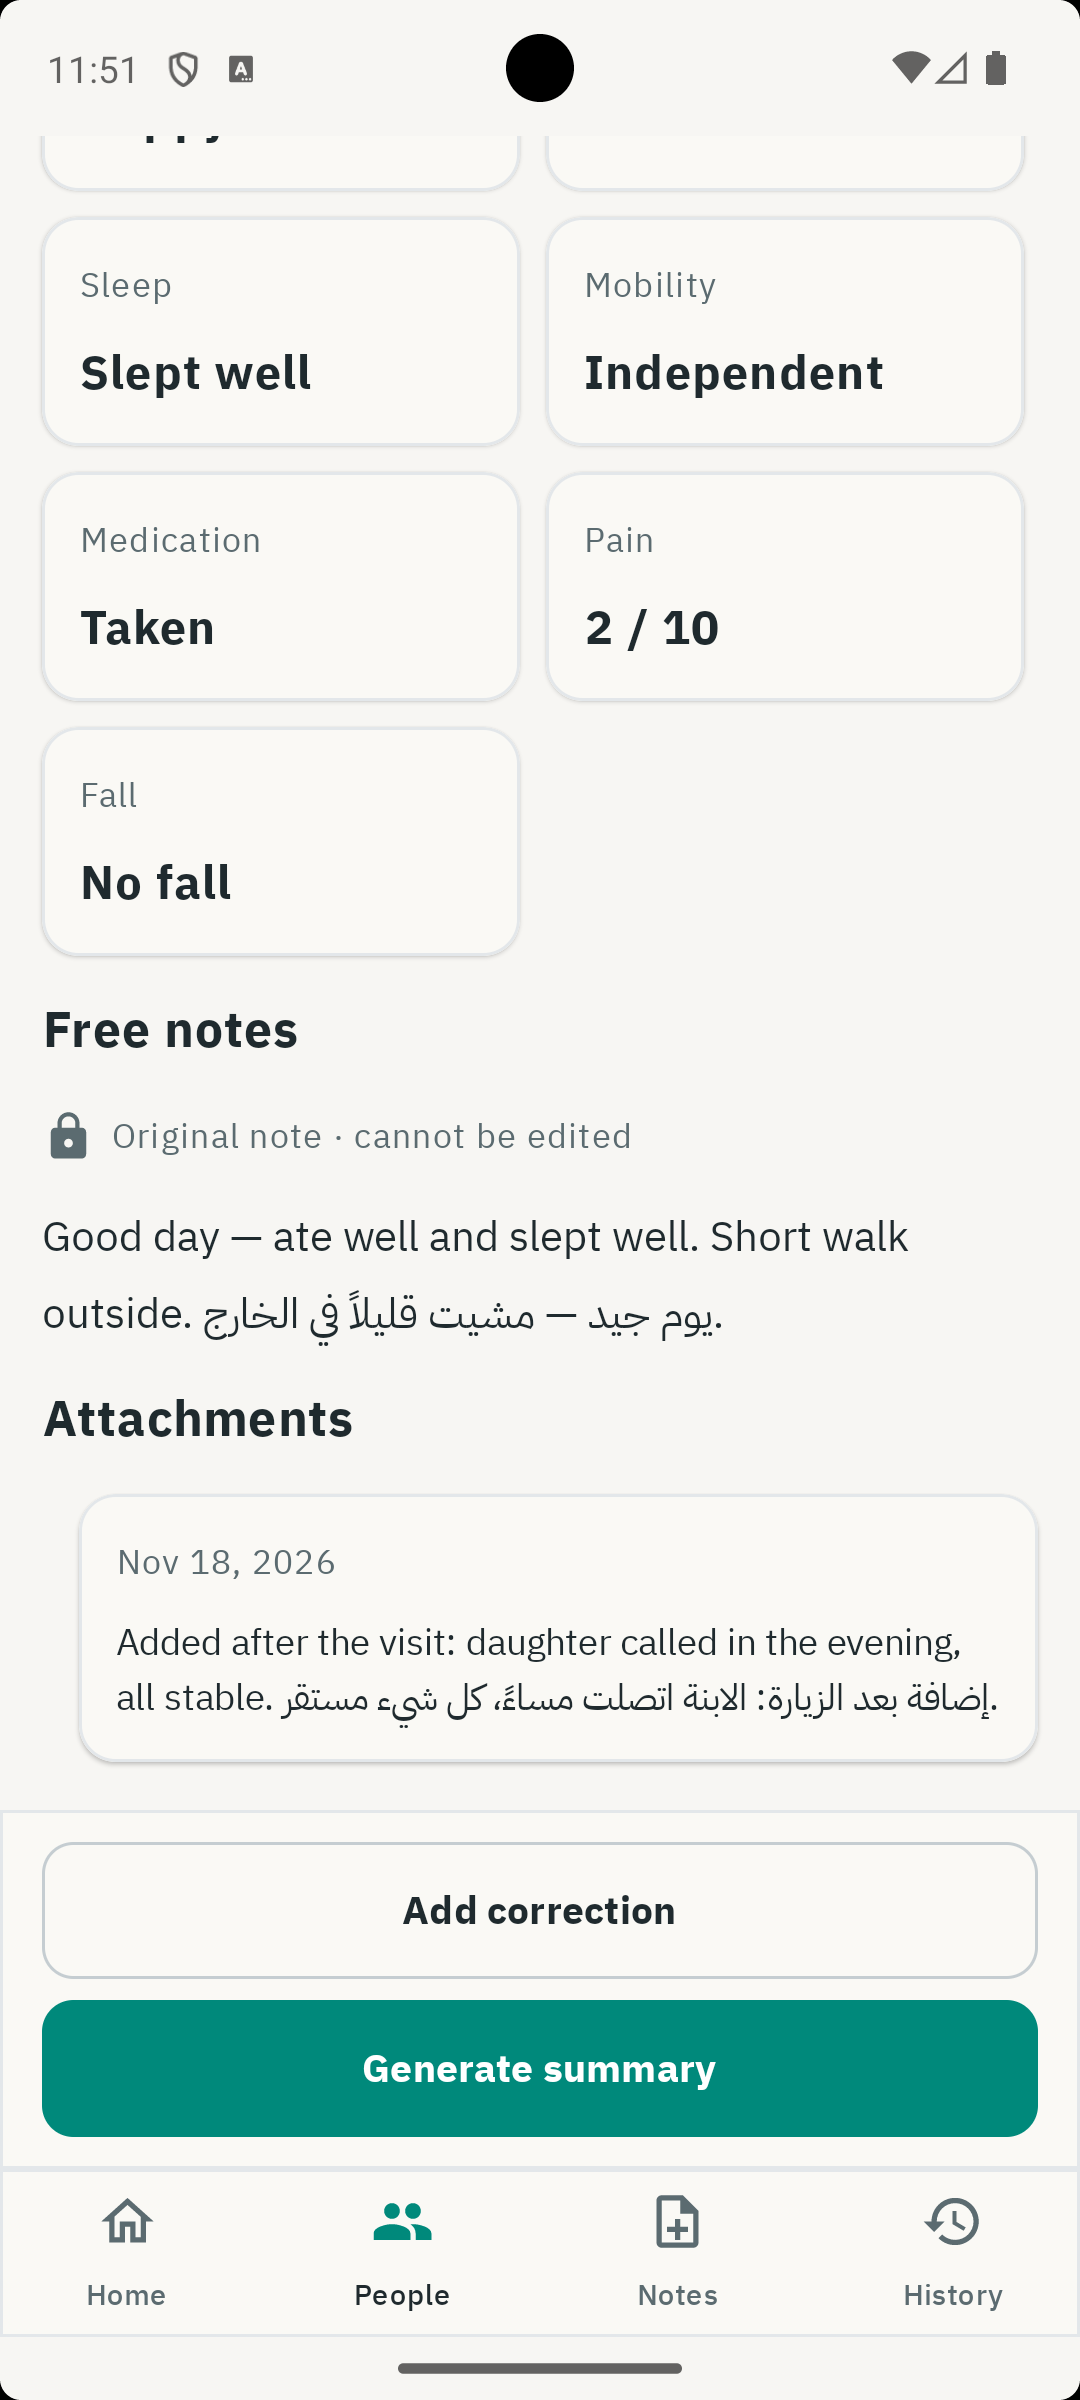 11:51
Sleep
Slept well
Mobility
Independent
Medication
Taken
Pain
2 / 10
Fall
No fall
Free notes
Original note · cannot be edited
Good day — ate well and slept well. Short walk
outside. يوم جيد — مشيت قليلاً في الخارج.
Attachments
Nov 18, 2026
Added after the visit: daughter called in the evening,
all stable. إضافة بعد الزيارة: الابنة اتصلت مساءً، كل شيء مستقر.
Add correction
Generate summary
Home
People
Notes
History